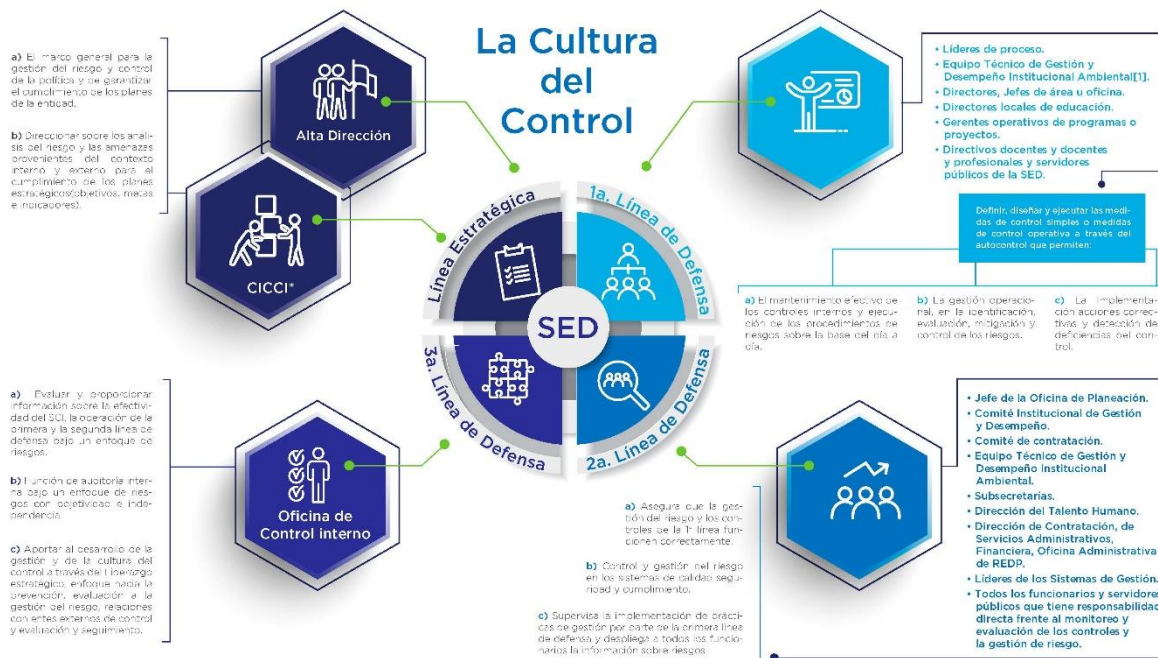 La Cultura
del
Control
a) El marco general para la
gestión del riesgo y control
de la política y de garantizar
el cumplimiento de los planes
de la entidad.
b) Direccionar sobre los análi-
sis del riesgo y las amenazas
provenientes del contexto
interno y externo para el
cumplimiento de los planes
estratégicos(objetivos, metas
e indicadores).
Alta Dirección
CICCI*
Línea Estratégica
1a. Línea de Defensa
SED
3a. Línea de Defensa
2a. Línea de Defensa
• Líderes de proceso.
• Equipo Técnico de Gestión y
Desempeño Institucional Ambiental[1].
• Directores, Jefes de área u oficina.
• Directores locales de educación.
• Gerentes operativos de programas o
proyectos.
• Directivos docentes y docentes
y profesionales y servidores
públicos de la SED.
Definir, diseñar y ejecutar las medi-
das de control simples o medidas
de control operativa a través del
autocontrol que permiten:
a) El mantenimiento efectivo de
los controles internos y ejecu-
ción de los procedimientos de
riesgos sobre la base del día a
día.
b) La gestión operacio-
nal, en la identificación,
evaluación, mitigación y
control de los riesgos.
c) La implementa-
ción acciones correc-
tivas y detección de
deficiencias del con-
trol.
a) Evaluar y proporcionar
información sobre la efectivi-
dad del SCI, la operación de la
primera y la segunda línea de
defensa bajo un enfoque de
riesgos.
b) Función de auditoría inter-
na bajo un enfoque de ries-
gos con objetividad e inde-
pendencia
c) Aportar al desarrollo de la
gestión y de la cultura del
control a través del Liderazgo
estratégico, enfoque hacia la
prevención, evaluación a la
gestión del riesgo, relaciones
con entes externos de control
y evaluación y seguimiento.
Oficina de
Control interno
a) Asegura que la ges-
tión del riesgo y los con-
troles de la 1ª línea fun-
cionen correctamente.
b) Control y gestión del riesgo
en los sistemas de calidad segu-
ridad y cumplimiento.
c) Supervisa la implementación de prácti-
cas de gestión por parte de la primera línea
de defensa y despliega a todos los funcio-
narios la información sobre riesgos
• Jefe de la Oficina de Planeación.
• Comité Institucional de Gestión
y Desempeño.
• Comité de contratación.
• Equipo Técnico de Gestión y
Desempeño Institucional
Ambiental.
• Subsecretarías.
• Dirección del Talento Humano.
• Dirección de Contratación, de
Servicios Administrativos,
Financiera, Oficina Administrativa
de REDP.
• Líderes de los Sistemas de Gestión.
• Todos los funcionarios y servidores
públicos que tiene responsabilidad
directa frente al monitoreo y
evaluación de los controles y
la gestión de riesgo.